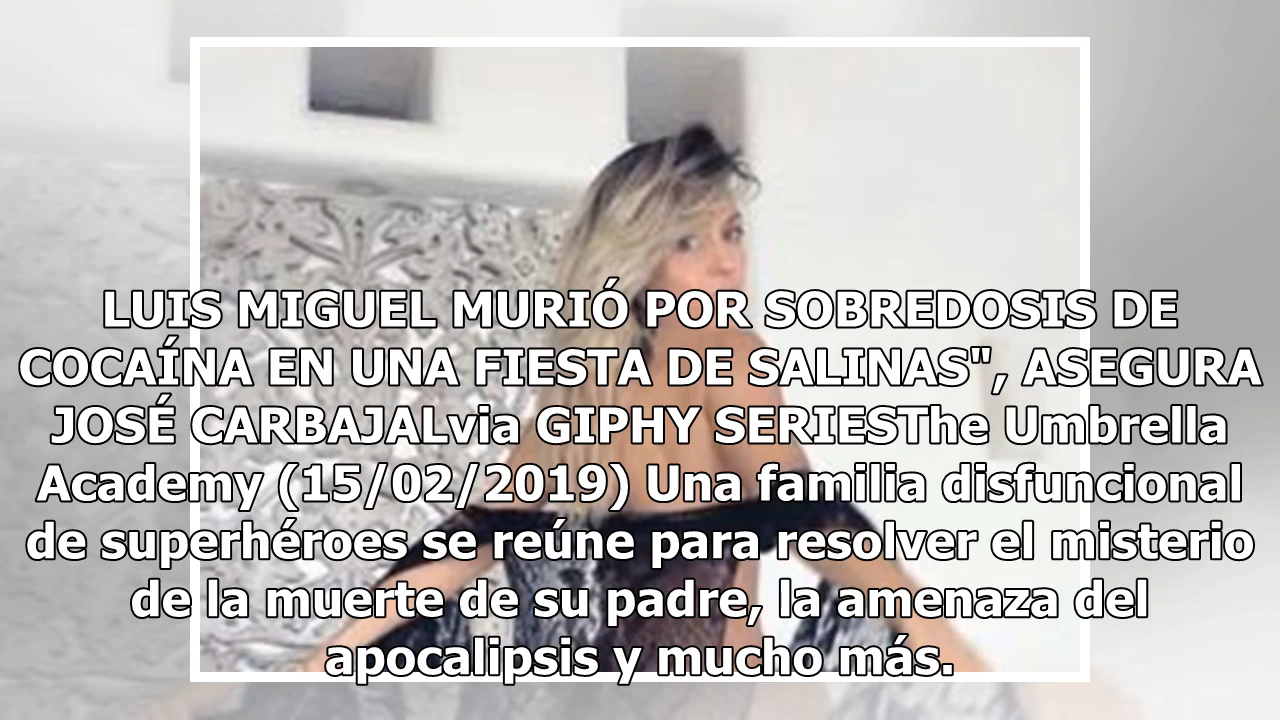 LUIS MIGUEL MURIÓ POR SOBREDOSIS DE
COCAÍNA EN UNA FIESTA DE SALINAS", ASEGURA
JOSÉ CARBAJALvia GIPHY SERIESThe Umbrella
Academy (15/02/2019) Una familia disfuncional
de superhéroes se reúne para resolver el misterio
de la muerte de su padre, la amenaza del
apocalipsis y mucho más.